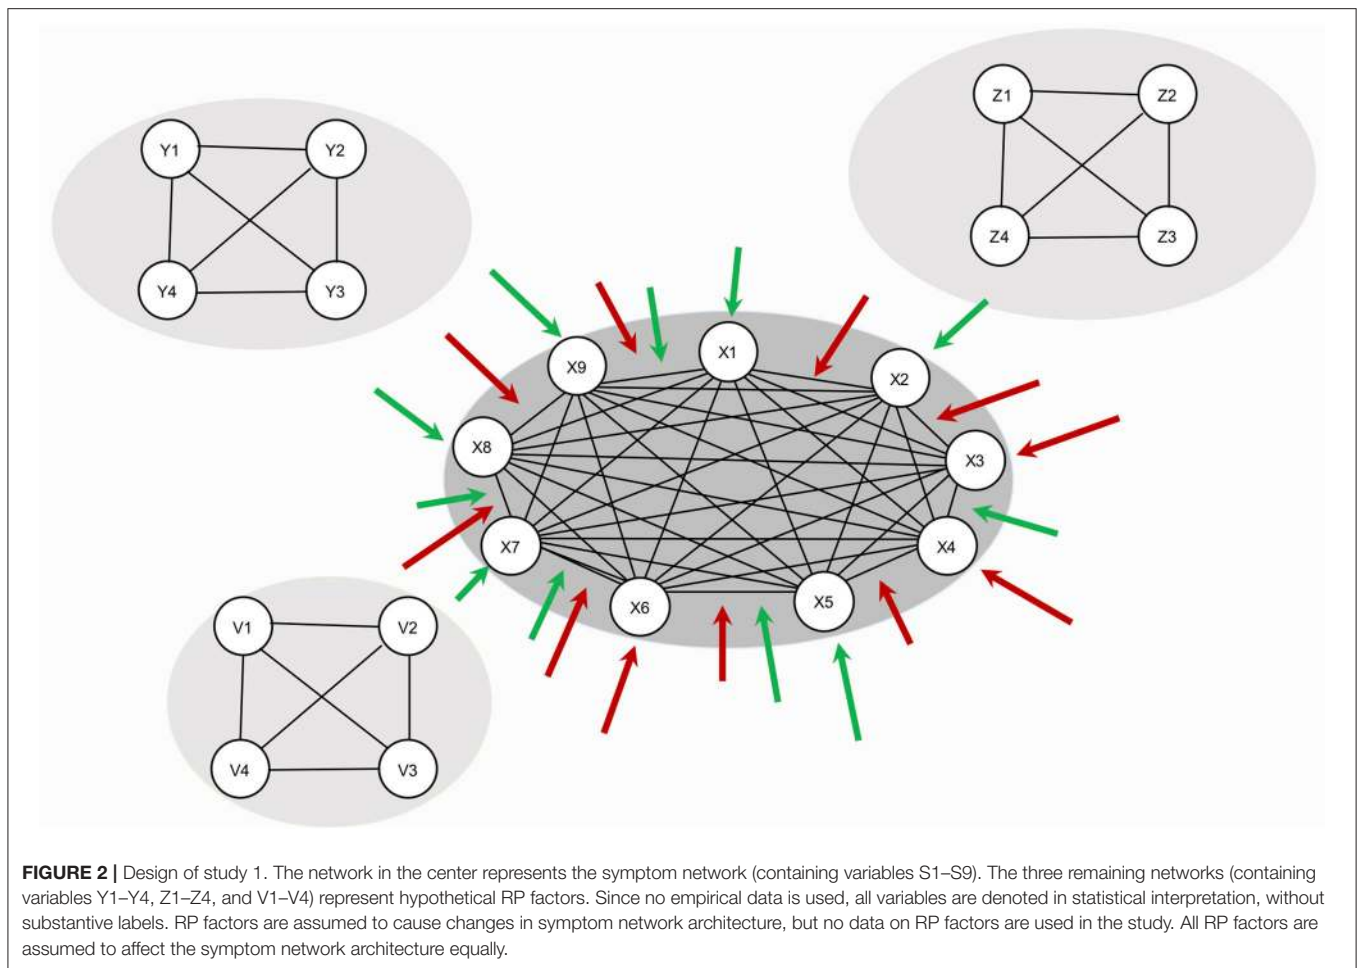 Z1
Z2
Y1
Y2
Z4
Z3
Y4
Y3
X1
X9
X2
X8
X3
X7
X4
X6
X5
V1
V2
V4
V3
FIGURE 2 | Design of study 1. The network in the center represents the symptom network (containing variables S1–S9). The three remaining networks (containing
variables Y1–Y4, Z1–Z4, and V1–V4) represent hypothetical RP factors. Since no empirical data is used, all variables are denoted in statistical interpretation, without
substantive labels. RP factors are assumed to cause changes in symptom network architecture, but no data on RP factors are used in the study. All RP factors are
assumed to affect the symptom network architecture equally.